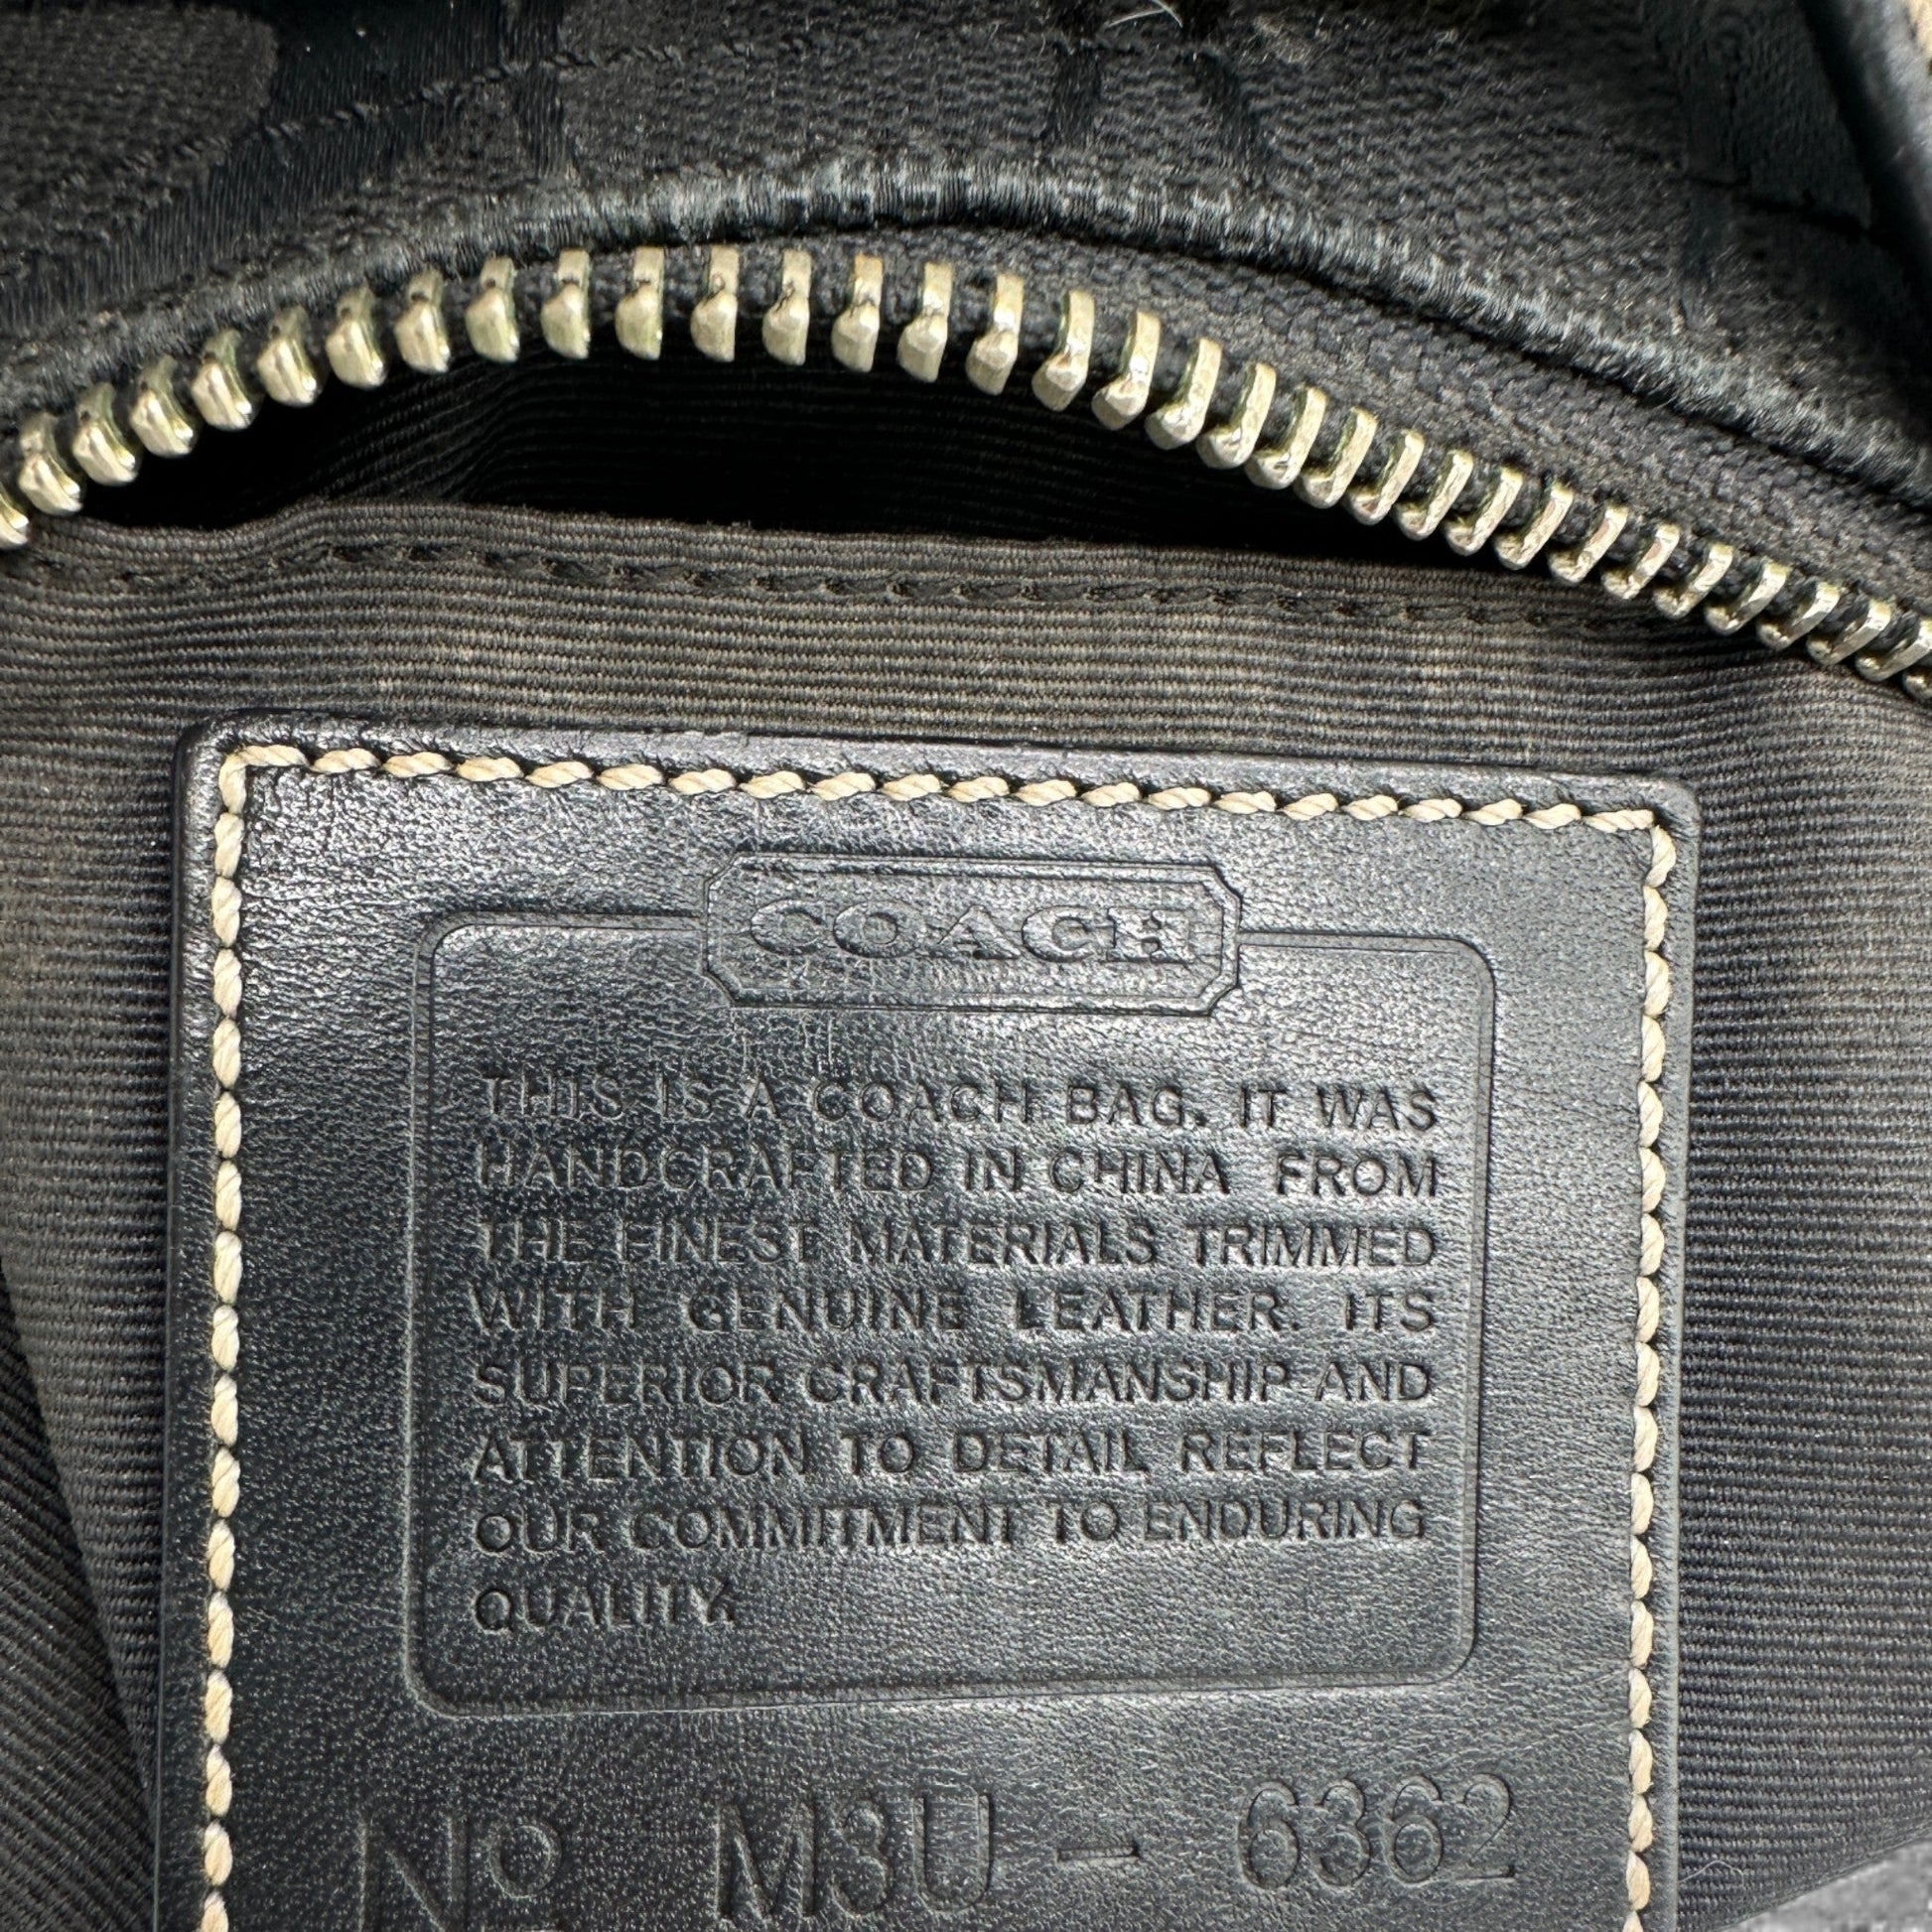 COACH
THIS IS A COACH BAG. IT WAS
HANDCRAFTED IN CHINA FROM
THE FINEST MATERIALS TRIMMED
WITH GENUINE LEATHER. ITS
SUPERIOR CRAFTSMANSHIP AND
ATTENTION TO DETAIL REFLECT
OUR COMMITMENT TO ENDURING
QUALITY.
Nº M3U - 6362